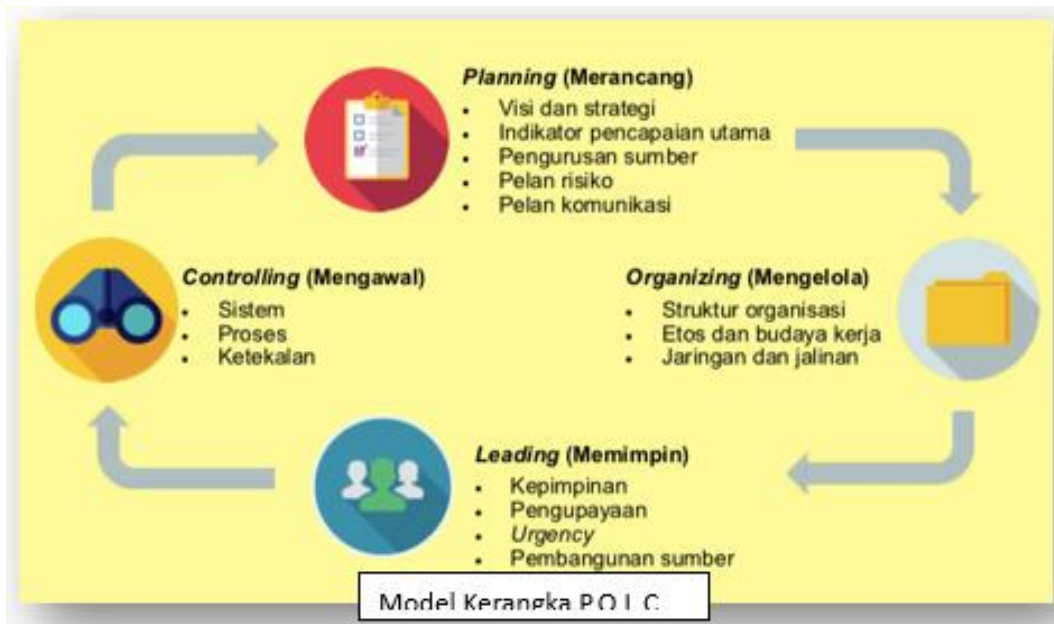 Planning (Merancang)
• Visi dan strategi
• Indikator pencapaian utama
• Pengurusan sumber
• Pelan risiko
• Pelan komunikasi
Organizing (Mengelola)
• Struktur organisasi
• Etos dan budaya kerja
• Jaringan dan jalinan
Leading (Memimpin)
• Kepimpinan
• Pengupayaan
• Urgency
• Pembangunan sumber
Controlling (Mengawal)
• Sistem
• Proses
• Ketekalan
Model Kerangka P.O.L.C